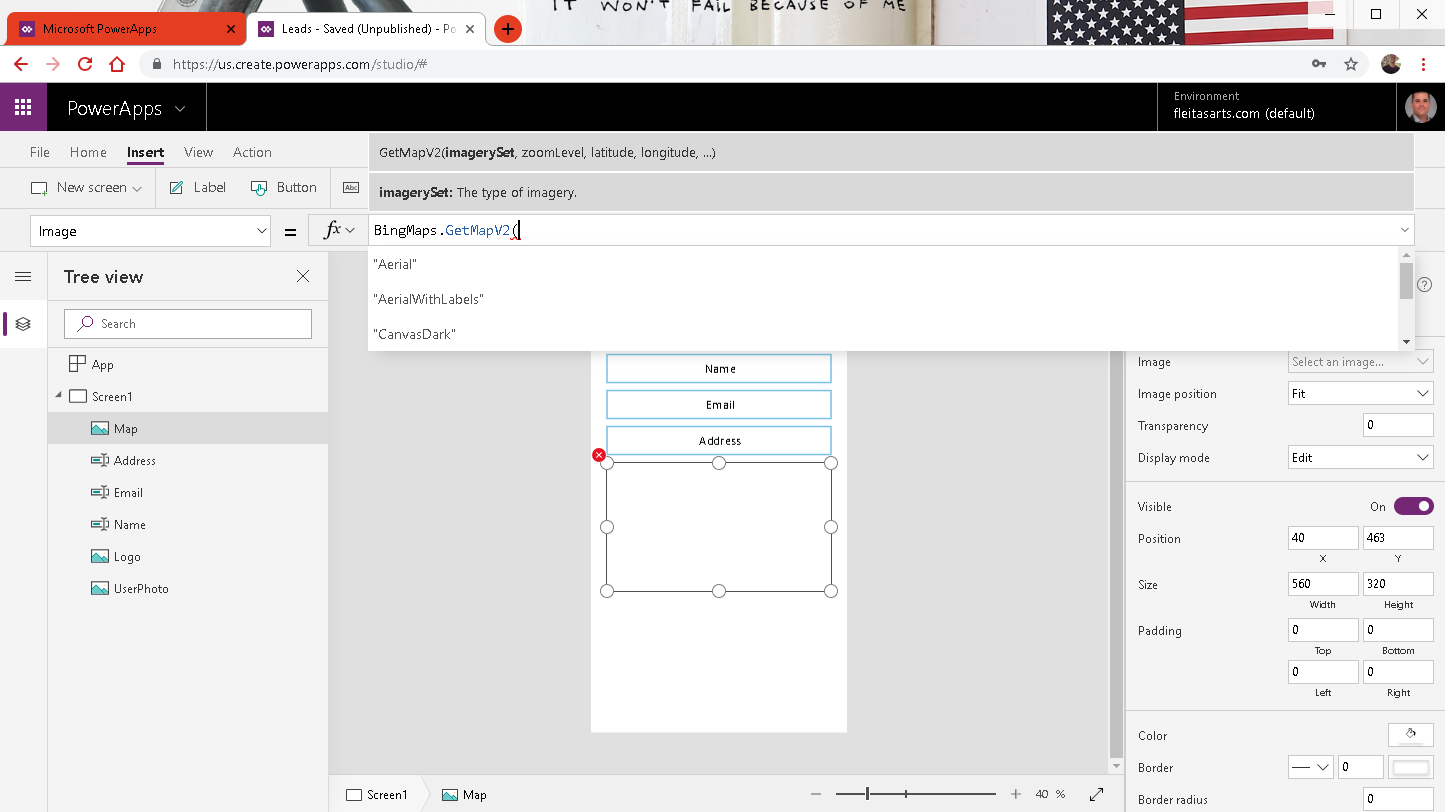 IT WON'T FAIL BECAUSE OF ME
Microsoft PowerApps
Leads - Saved (Unpublished) - Po
https://us.create.powerapps.com/studio/#
PowerApps
Environment
fleitasarts.com (default)
File Home Insert View Action
GetMapV2(imagerySet, zoomLevel, latitude, longitude, ...)
New screen Label Button Abc
imagerySet: The type of imagery.
Image = fx BingMaps.GetMapV2(
"Aerial"
"AerialWithLabels"
"CanvasDark"
Tree view
Search
App
Screen1
Map
Address
Email
Name
Logo
UserPhoto
Name
Email
Address
Image Select an image...
Image position Fit
Transparency 0
Display mode Edit
Visible On
Position 40 463
X Y
Size 560 320
Width Height
Padding 0 0
Top Bottom
0 0
Left Right
Color
Border 0
Border radius 0
Screen1 Map 40 %